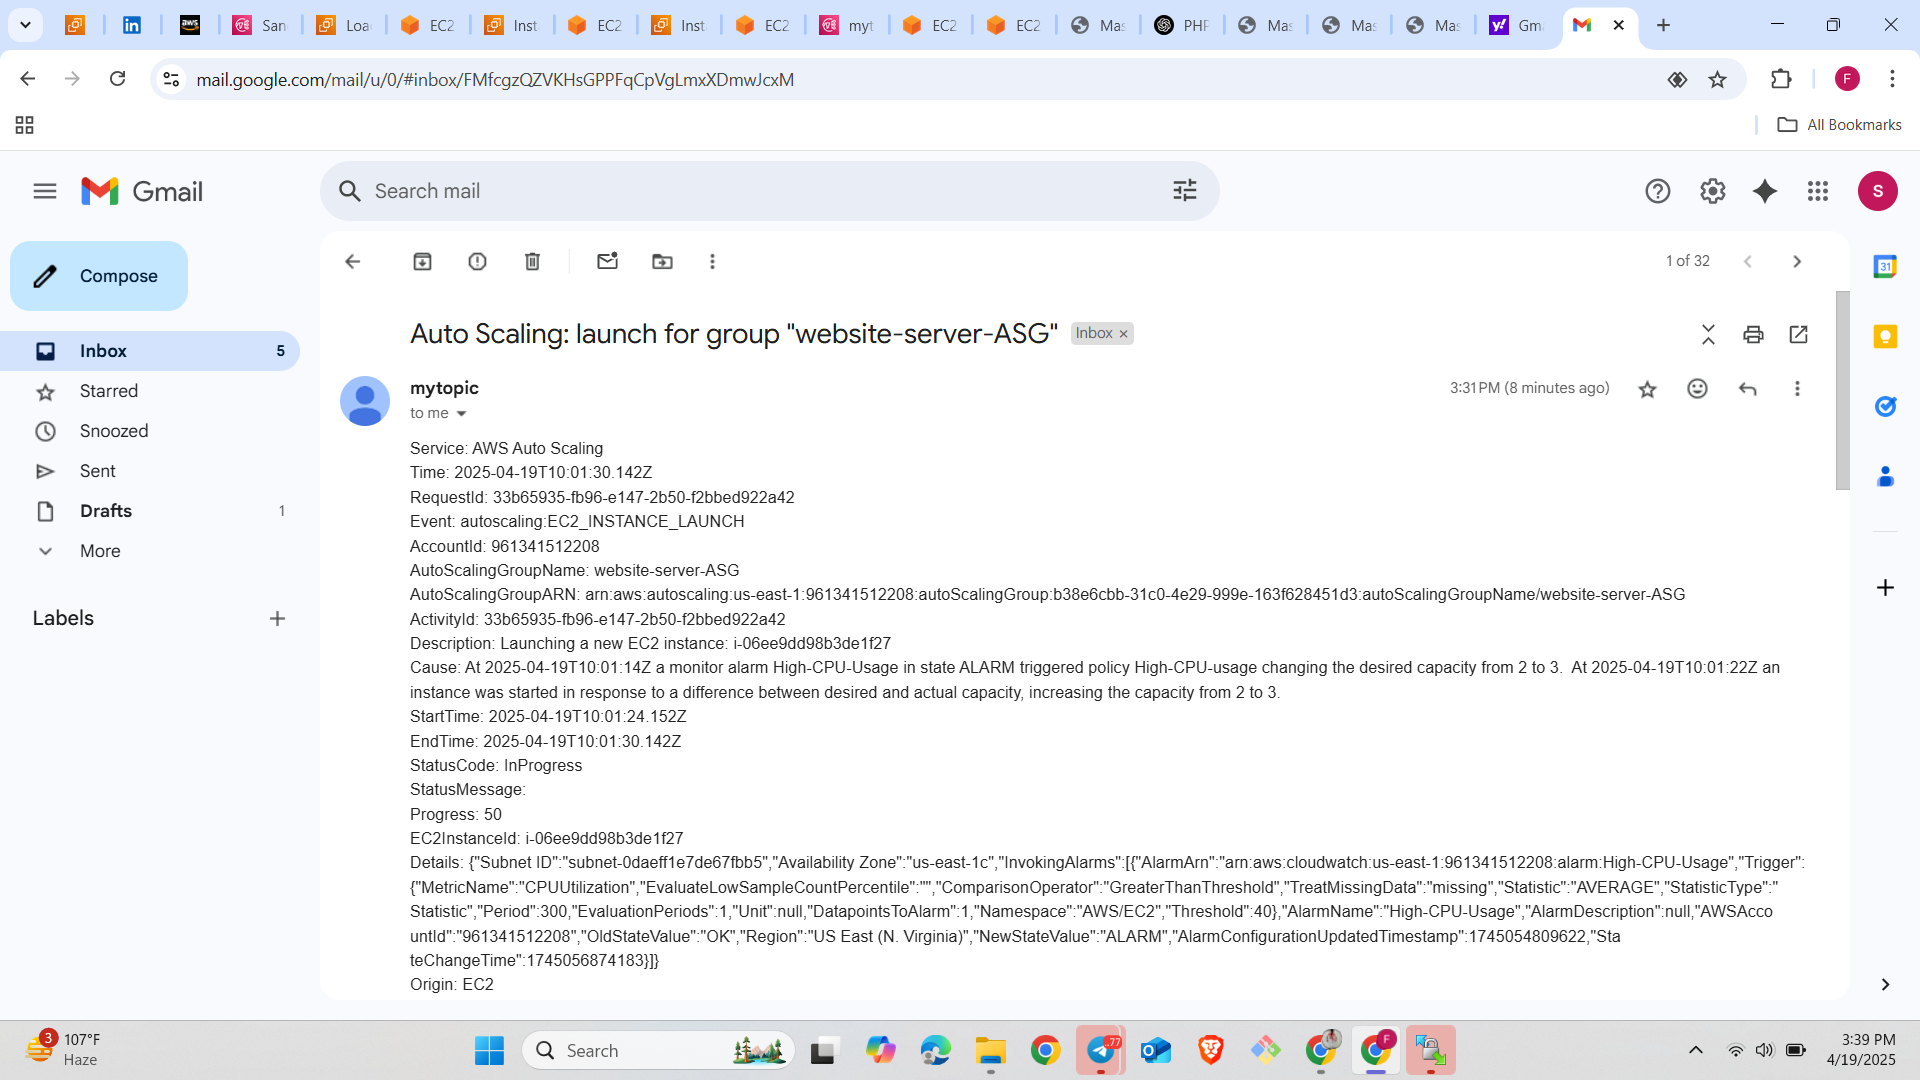 San
Loa
EC2
Inst
EC2
Inst
EC2
myt
EC2
EC2
Mas
PHP
Mas
Mas
Mas
Gm
mail.google.com/mail/u/0/#inbox/FMfcgzQZVKHsGPPFqCpVgLmxXDmwJcxM
F
All Bookmarks
Gmail
Search mail
S
Compose
1 of 32
Auto Scaling: launch for group "website-server-ASG" Inbox ×
Inbox 5
Starred
Snoozed
Sent
Drafts 1
More
Labels
mytopic
3:31 PM (8 minutes ago)
to me
Service: AWS Auto Scaling
Time: 2025-04-19T10:01:30.142Z
RequestId: 33b65935-fb96-e147-2b50-f2bbed922a42
Event: autoscaling:EC2_INSTANCE_LAUNCH
AccountId: 961341512208
AutoScalingGroupName: website-server-ASG
AutoScalingGroupARN: arn:aws:autoscaling:us-east-1:961341512208:autoScalingGroup:b38e6cbb-31c0-4e29-999e-163f628451d3:autoScalingGroupName/website-server-ASG
ActivityId: 33b65935-fb96-e147-2b50-f2bbed922a42
Description: Launching a new EC2 instance: i-06ee9dd98b3de1f27
Cause: At 2025-04-19T10:01:14Z a monitor alarm High-CPU-Usage in state ALARM triggered policy High-CPU-usage changing the desired capacity from 2 to 3.  At 2025-04-19T10:01:22Z an
instance was started in response to a difference between desired and actual capacity, increasing the capacity from 2 to 3.
StartTime: 2025-04-19T10:01:24.152Z
EndTime: 2025-04-19T10:01:30.142Z
StatusCode: InProgress
StatusMessage:
Progress: 50
EC2InstanceId: i-06ee9dd98b3de1f27
Details: {"Subnet ID":"subnet-0daeff1e7de67fbb5","Availability Zone":"us-east-1c","InvokingAlarms":[{"AlarmArn":"arn:aws:cloudwatch:us-east-1:961341512208:alarm:High-CPU-Usage","Trigger":
{"MetricName":"CPUUtilization","EvaluateLowSampleCountPercentile":"","ComparisonOperator":"GreaterThanThreshold","TreatMissingData":"missing","Statistic":"AVERAGE","StatisticType":"
Statistic","Period":300,"EvaluationPeriods":1,"Unit":null,"DatapointsToAlarm":1,"Namespace":"AWS/EC2","Threshold":40},"AlarmName":"High-CPU-Usage","AlarmDescription":null,"AWSAcco
untId":"961341512208","OldStateValue":"OK","Region":"US East (N. Virginia)","NewStateValue":"ALARM","AlarmConfigurationUpdatedTimestamp":1745054809622,"Sta
teChangeTime":1745056874183}]}
Origin: EC2
3
107°F
Haze
Search
3:39 PM
4/19/2025